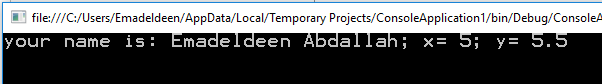 file:///C:/Users/Emadeldeen/AppData/Local/Temporary Projects/ConsoleApplication1/bin/Debug/ConsoleA
your name is: Emadeldeen Abdallah; x= 5; y= 5.5